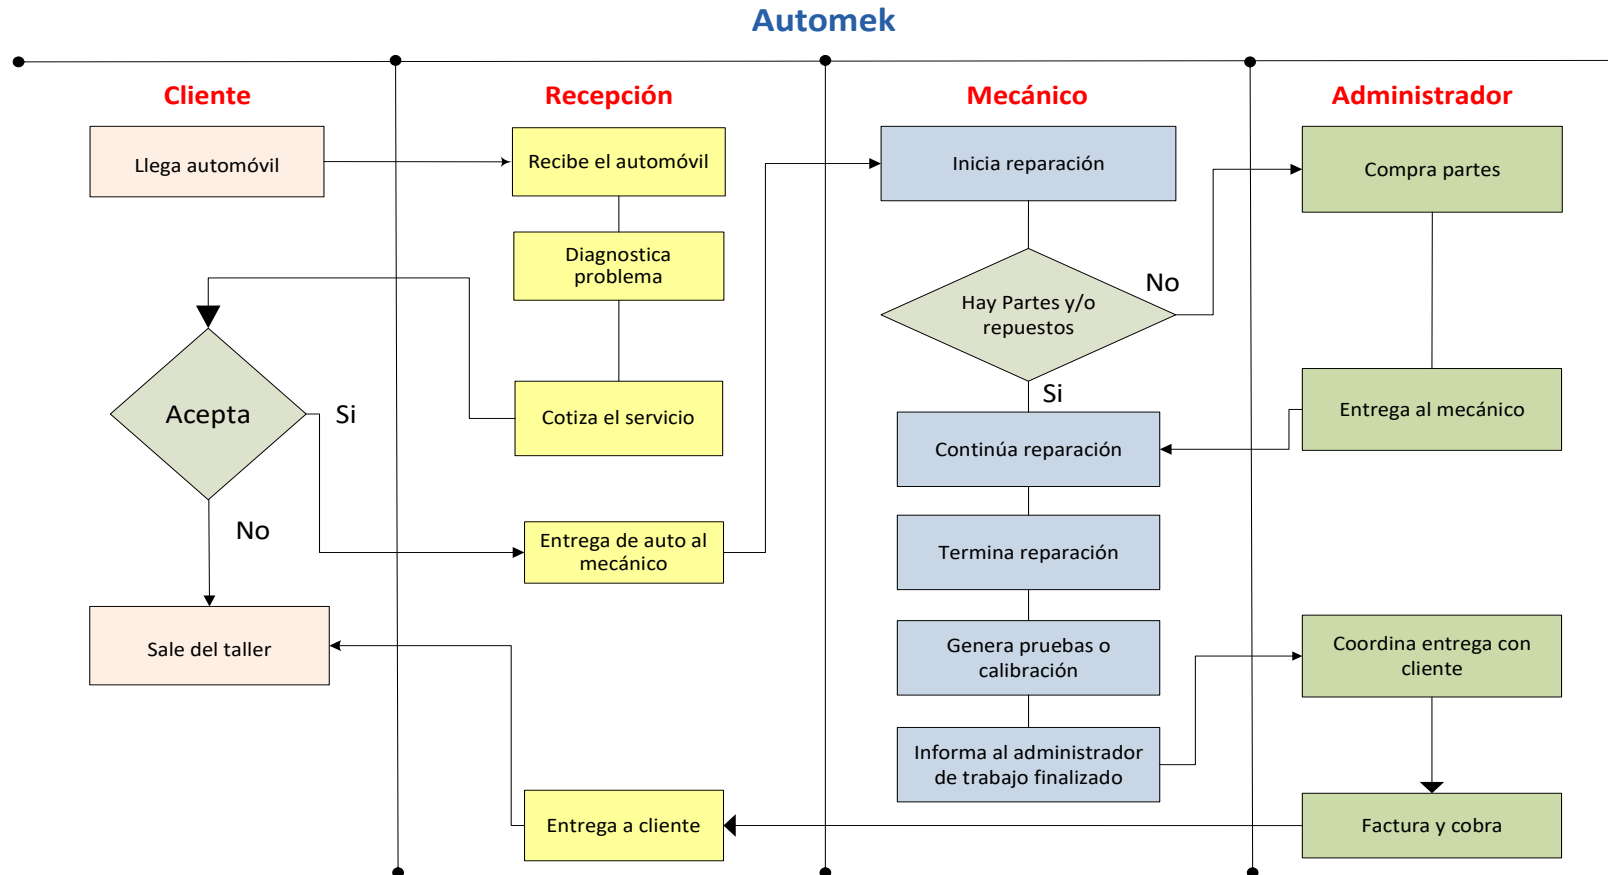 Automek
Cliente
Recepción
Mecánico
Administrador
Llega automóvil
Recibe el automóvil
Inicia reparación
Compra partes
Diagnostica
problema
No
Hay Partes y/o
repuestos
Si
Acepta
Si
Cotiza el servicio
Entrega al mecánico
Continúa reparación
No
Entrega de auto al
mecánico
Termina reparación
Sale del taller
Genera pruebas o
calibración
Coordina entrega con
cliente
Informa al administrador
de trabajo finalizado
Entrega a cliente
Factura y cobra